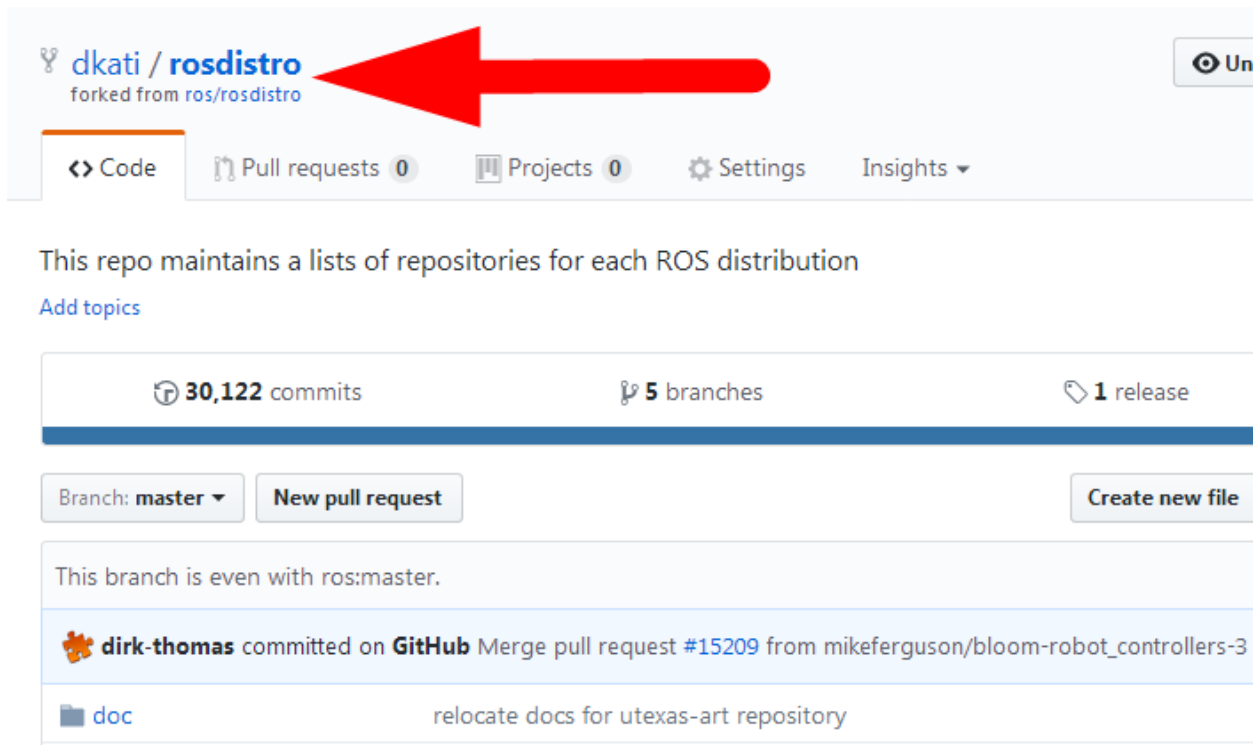 dkati / rosdistro
Un
forked from ros/rosdistro
Code Pull requests 0 Projects 0 Settings Insights
This repo maintains a lists of repositories for each ROS distribution
Add topics
30,122 commits 5 branches 1 release
Branch: master New pull request Create new file
This branch is even with ros:master.
dirk-thomas committed on GitHub Merge pull request #15209 from mikeferguson/bloom-robot_controllers-3
doc relocate docs for utexas-art repository